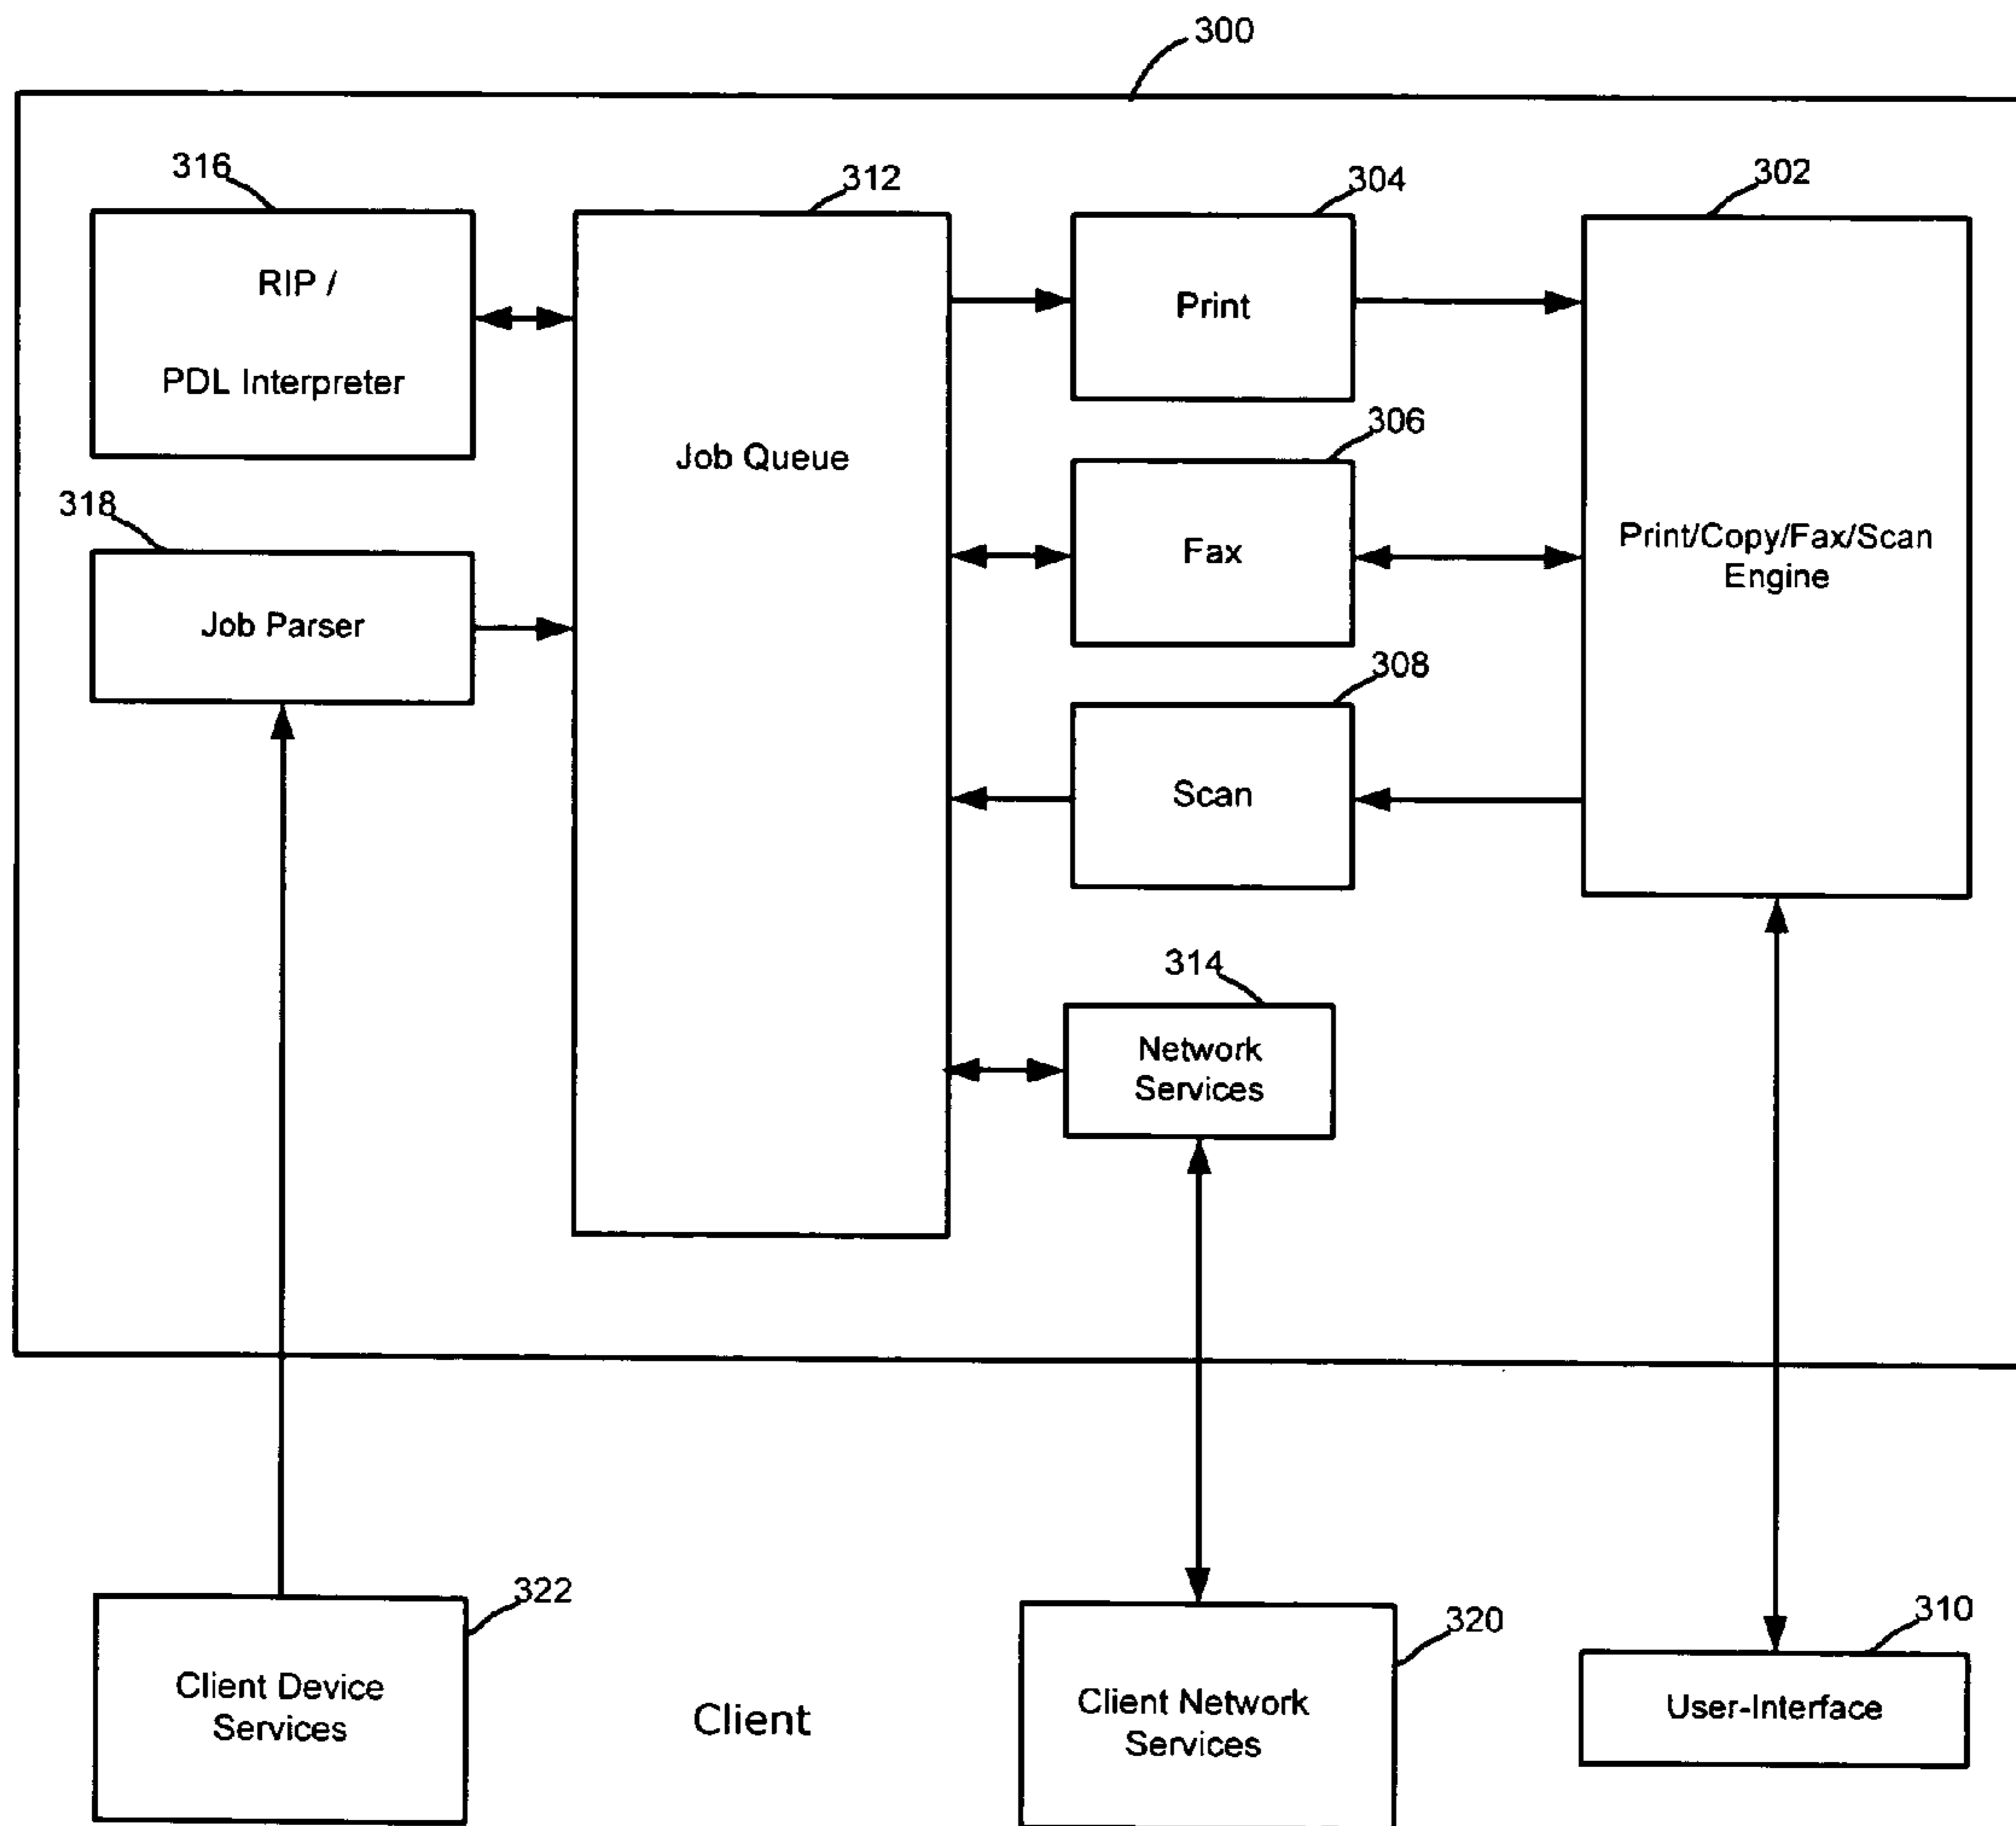 300
316
312
304
302
RIP /
PDL Interpreter
Print
306
Job Queue
318
Fax
Print/Copy/Fax/Scan
Engine
Job Parser
308
Scan
314
Network
Services
322
320
310
Client Device
Services
Client
Client Network
Services
User-Interface